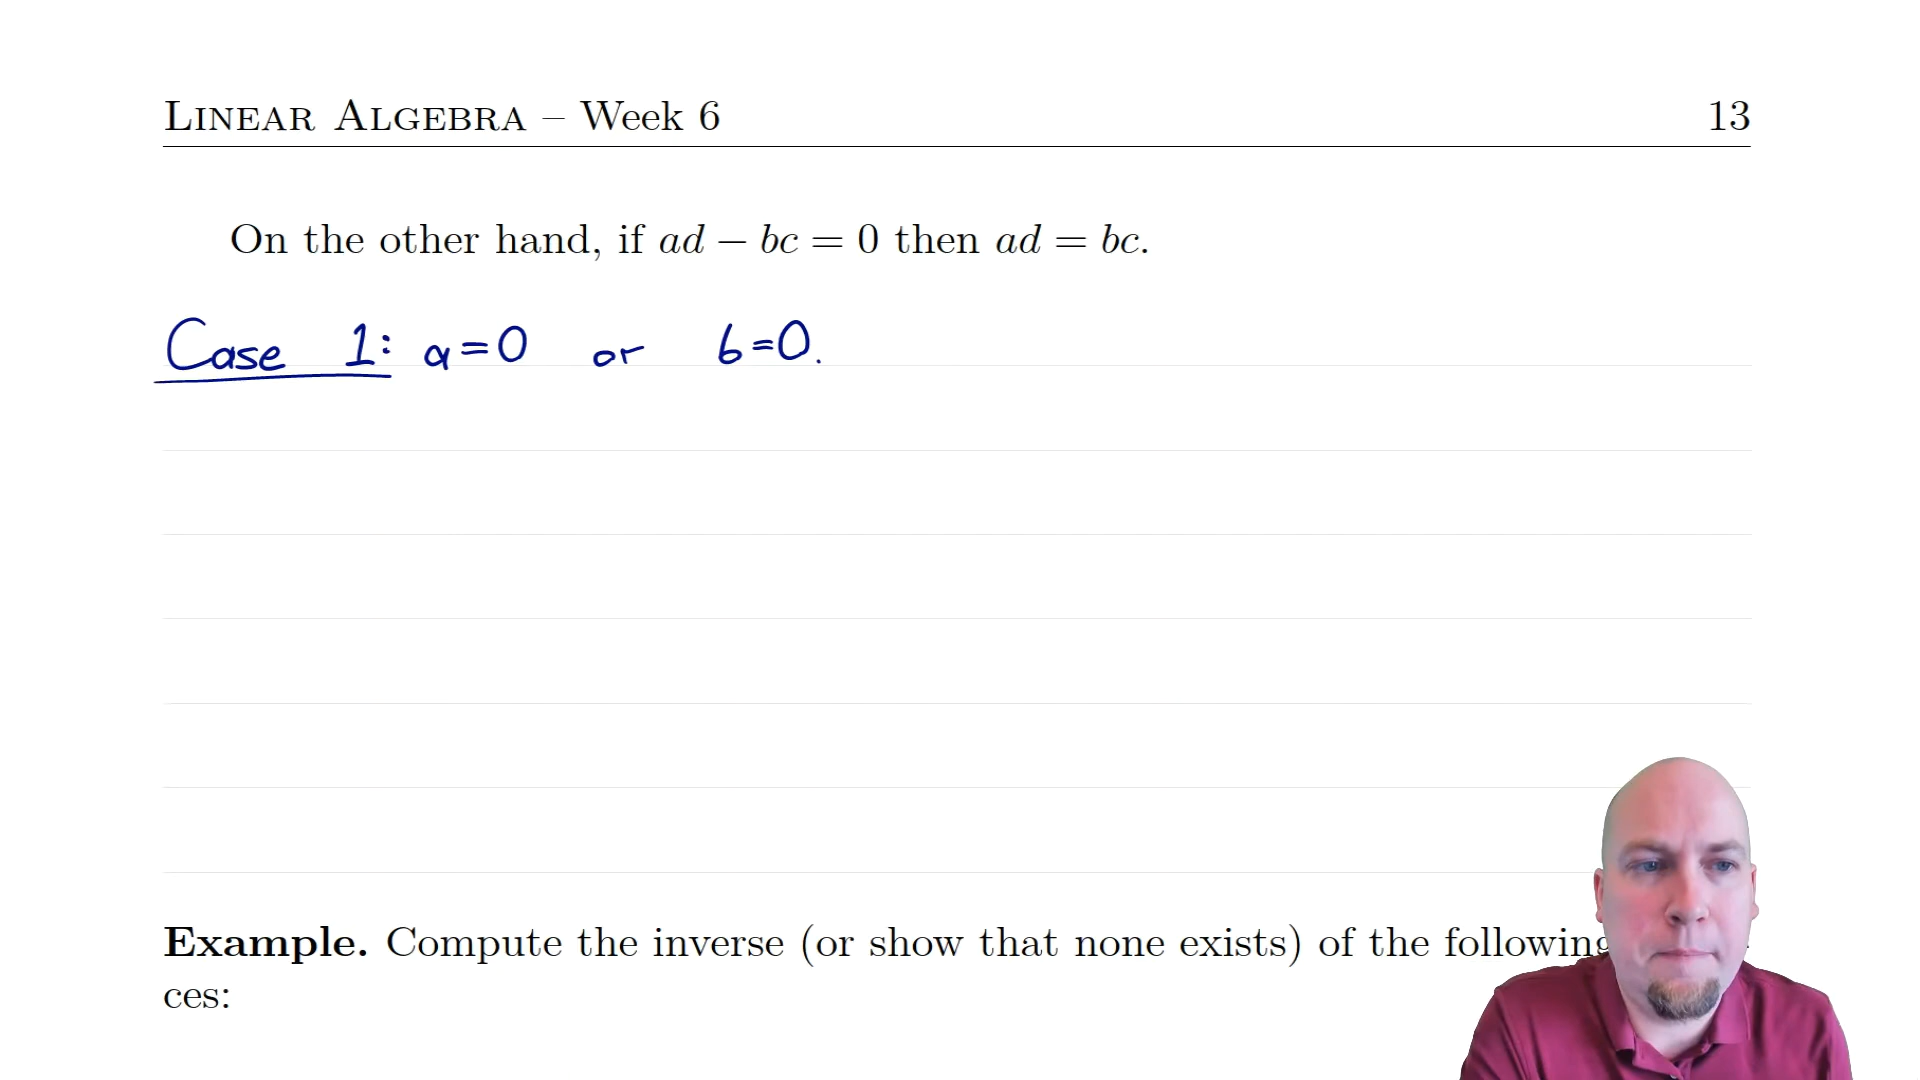 LINEAR ALGEBRA – Week 6 13
On the other hand, if ad − bc = 0 then ad = bc.
Case 1: a=0 or b=0.
Example. Compute the inverse (or show that none exists) of the following
ces: